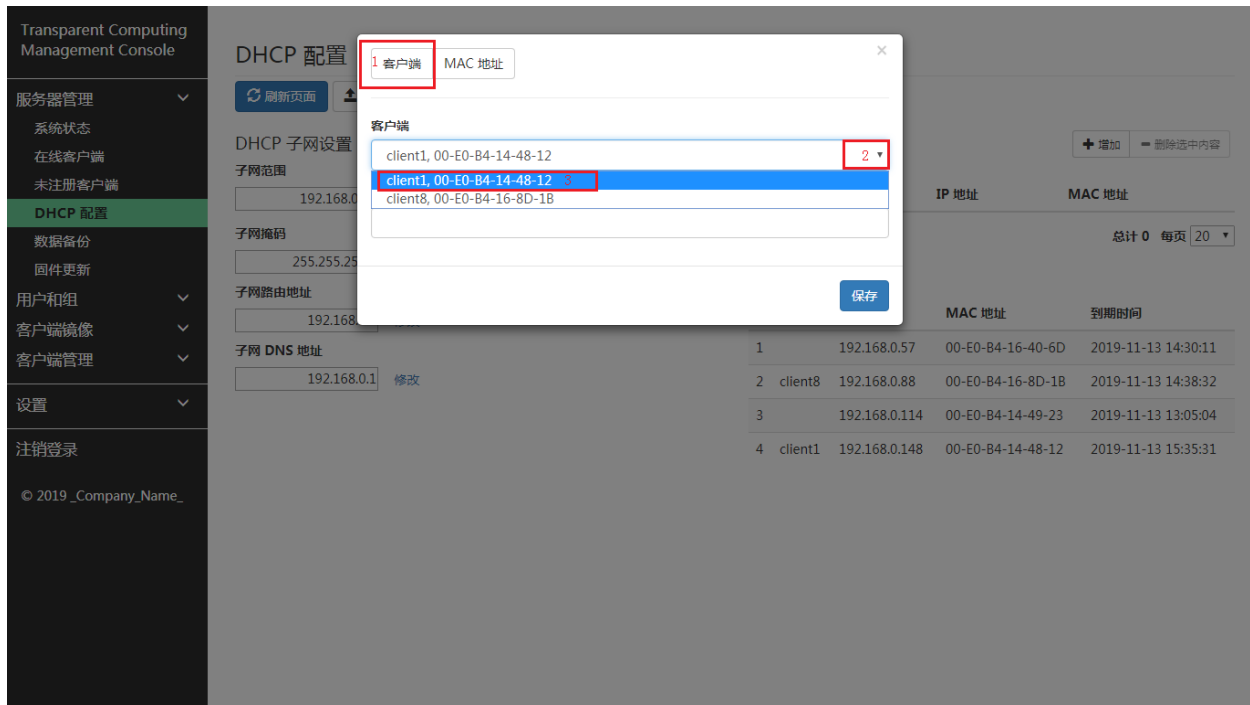 Transparent Computing
Management Console
服务器管理
系统状态
在线客户端
未注册客户端
DHCP 配置
数据备份
固件更新
用户和组
客户端镜像
客户端管理
设置
注销登录
© 2019 _Company_Name_
DHCP 配置
刷新页面
DHCP 子网设置
子网范围
192.168.0
子网掩码
255.255.25
子网路由地址
192.168.
子网 DNS 地址
192.168.0.1 修改
1 客户端 MAC 地址 ×
客户端
client1, 00-E0-B4-14-48-12 2
client1, 00-E0-B4-14-48-12 3
client8, 00-E0-B4-16-8D-1B
保存
增加 删除选中内容
IP 地址 MAC 地址
总计 0 每页 20
MAC 地址 到期时间
1 192.168.0.57 00-E0-B4-16-40-6D 2019-11-13 14:30:11
2 client8 192.168.0.88 00-E0-B4-16-8D-1B 2019-11-13 14:38:32
3 192.168.0.114 00-E0-B4-14-49-23 2019-11-13 13:05:04
4 client1 192.168.0.148 00-E0-B4-14-48-12 2019-11-13 15:35:31